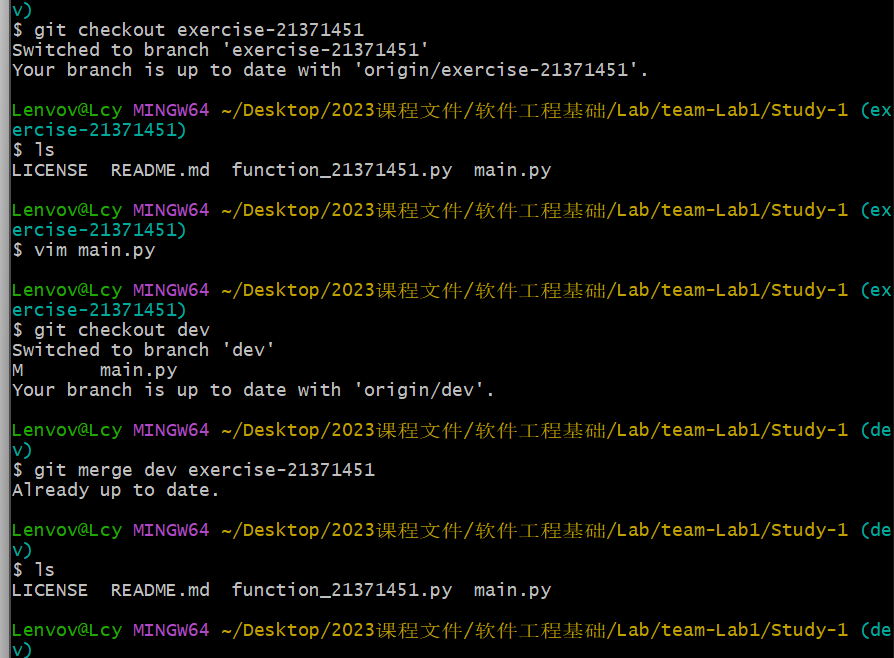 v)
$ git checkout exercise-21371451
Switched to branch 'exercise-21371451'
Your branch is up to date with 'origin/exercise-21371451'.
Lenvov@Lcy MINGW64 ~/Desktop/2023课程文件/软件工程基础/Lab/team-Lab1/Study-1 (ex
ercise-21371451)
$ ls
LICENSE  README.md  function_21371451.py  main.py
Lenvov@Lcy MINGW64 ~/Desktop/2023课程文件/软件工程基础/Lab/team-Lab1/Study-1 (ex
ercise-21371451)
$ vim main.py
Lenvov@Lcy MINGW64 ~/Desktop/2023课程文件/软件工程基础/Lab/team-Lab1/Study-1 (ex
ercise-21371451)
$ git checkout dev
Switched to branch 'dev'
M       main.py
Your branch is up to date with 'origin/dev'.
Lenvov@Lcy MINGW64 ~/Desktop/2023课程文件/软件工程基础/Lab/team-Lab1/Study-1 (de
v)
$ git merge dev exercise-21371451
Already up to date.
Lenvov@Lcy MINGW64 ~/Desktop/2023课程文件/软件工程基础/Lab/team-Lab1/Study-1 (de
v)
$ ls
LICENSE  README.md  function_21371451.py  main.py
Lenvov@Lcy MINGW64 ~/Desktop/2023课程文件/软件工程基础/Lab/team-Lab1/Study-1 (de
v)